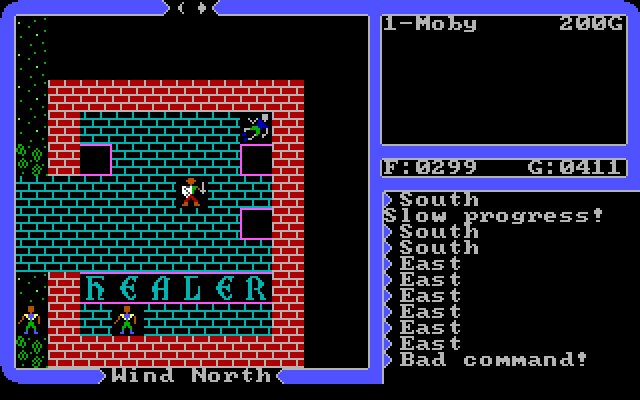 1-Moby 200G
F:0299 G:0411
South
Slow progress!
South
South
East
East
East
East
East
East
Bad command!
HEALER
Wind North